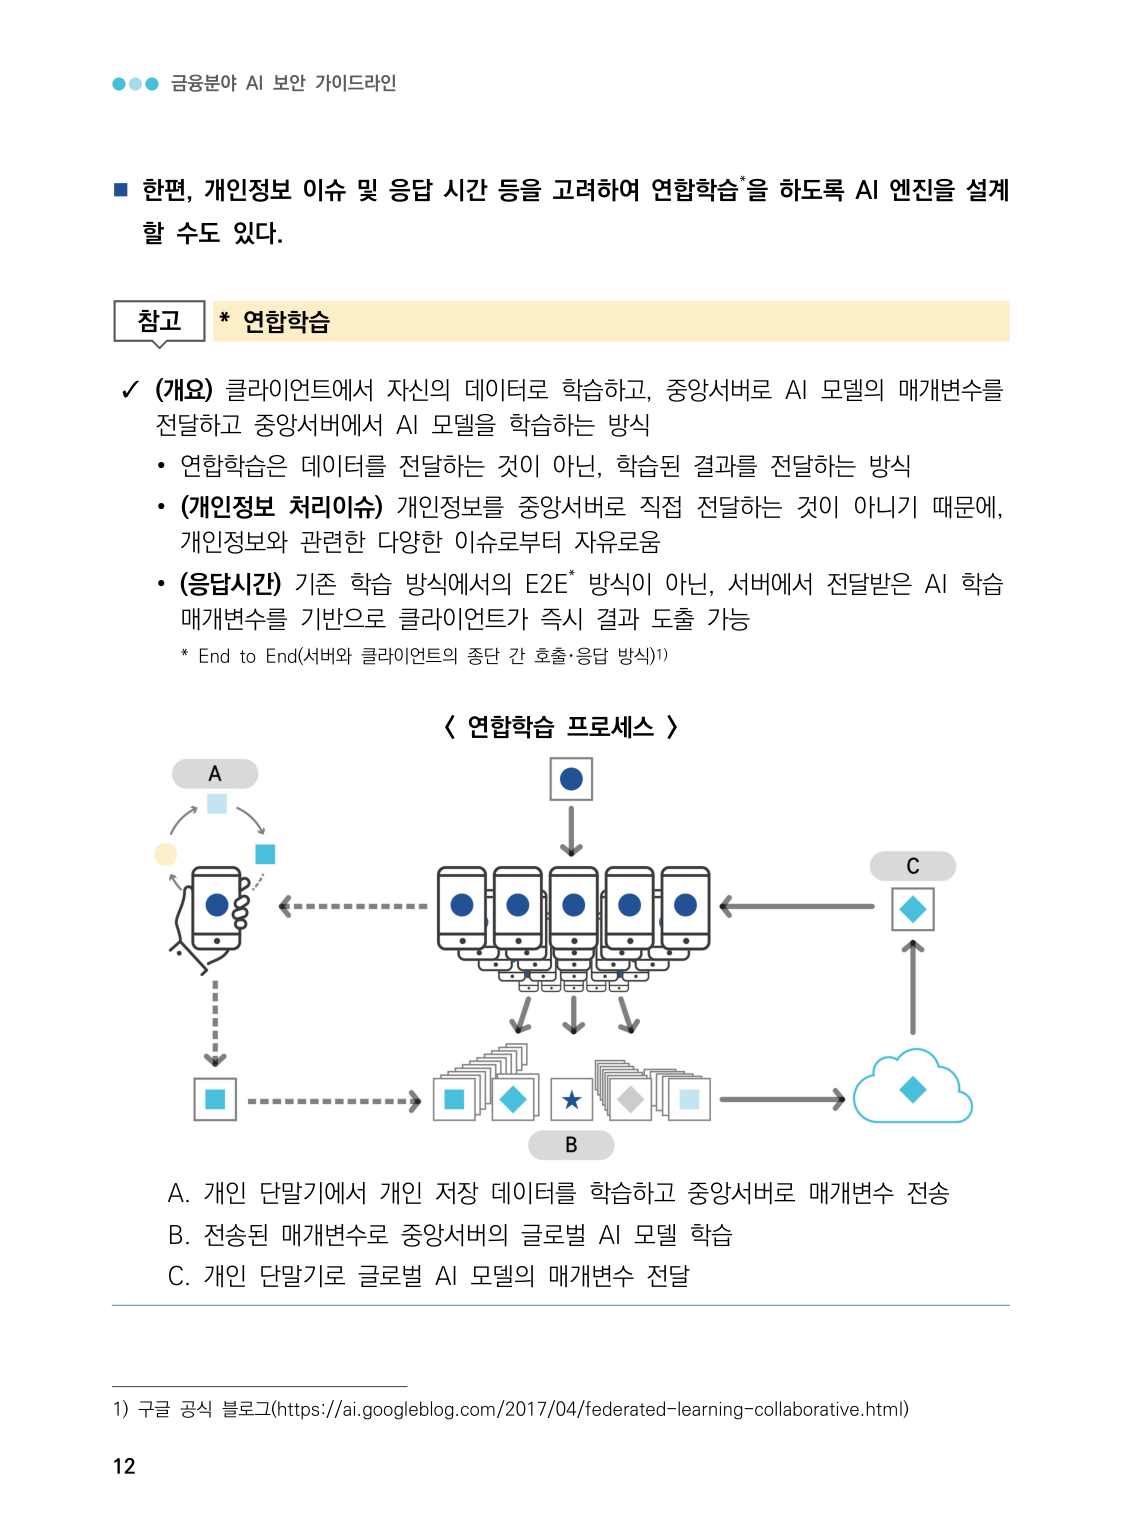 금융분야 AI 보안 가이드라인
■ 한편, 개인정보 이슈 및 응답 시간 등을 고려하여 연합학습*을 하도록 AI 엔진을 설계
할 수도 있다.
참고 * 연합학습
✓ (개요) 클라이언트에서 자신의 데이터로 학습하고, 중앙서버로 AI 모델의 매개변수를
전달하고 중앙서버에서 AI 모델을 학습하는 방식
• 연합학습은 데이터를 전달하는 것이 아닌, 학습된 결과를 전달하는 방식
• (개인정보 처리이슈) 개인정보를 중앙서버로 직접 전달하는 것이 아니기 때문에,
개인정보와 관련한 다양한 이슈로부터 자유로움
• (응답시간) 기존 학습 방식에서의 E2E* 방식이 아닌, 서버에서 전달받은 AI 학습
매개변수를 기반으로 클라이언트가 즉시 결과 도출 가능
* End to End(서버와 클라이언트의 종단 간 호출·응답 방식)1)
〈 연합학습 프로세스 〉
A
C
B
A. 개인 단말기에서 개인 저장 데이터를 학습하고 중앙서버로 매개변수 전송
B. 전송된 매개변수로 중앙서버의 글로벌 AI 모델 학습
C. 개인 단말기로 글로벌 AI 모델의 매개변수 전달
1) 구글 공식 블로그(https://ai.googleblog.com/2017/04/federated-learning-collaborative.html)
12